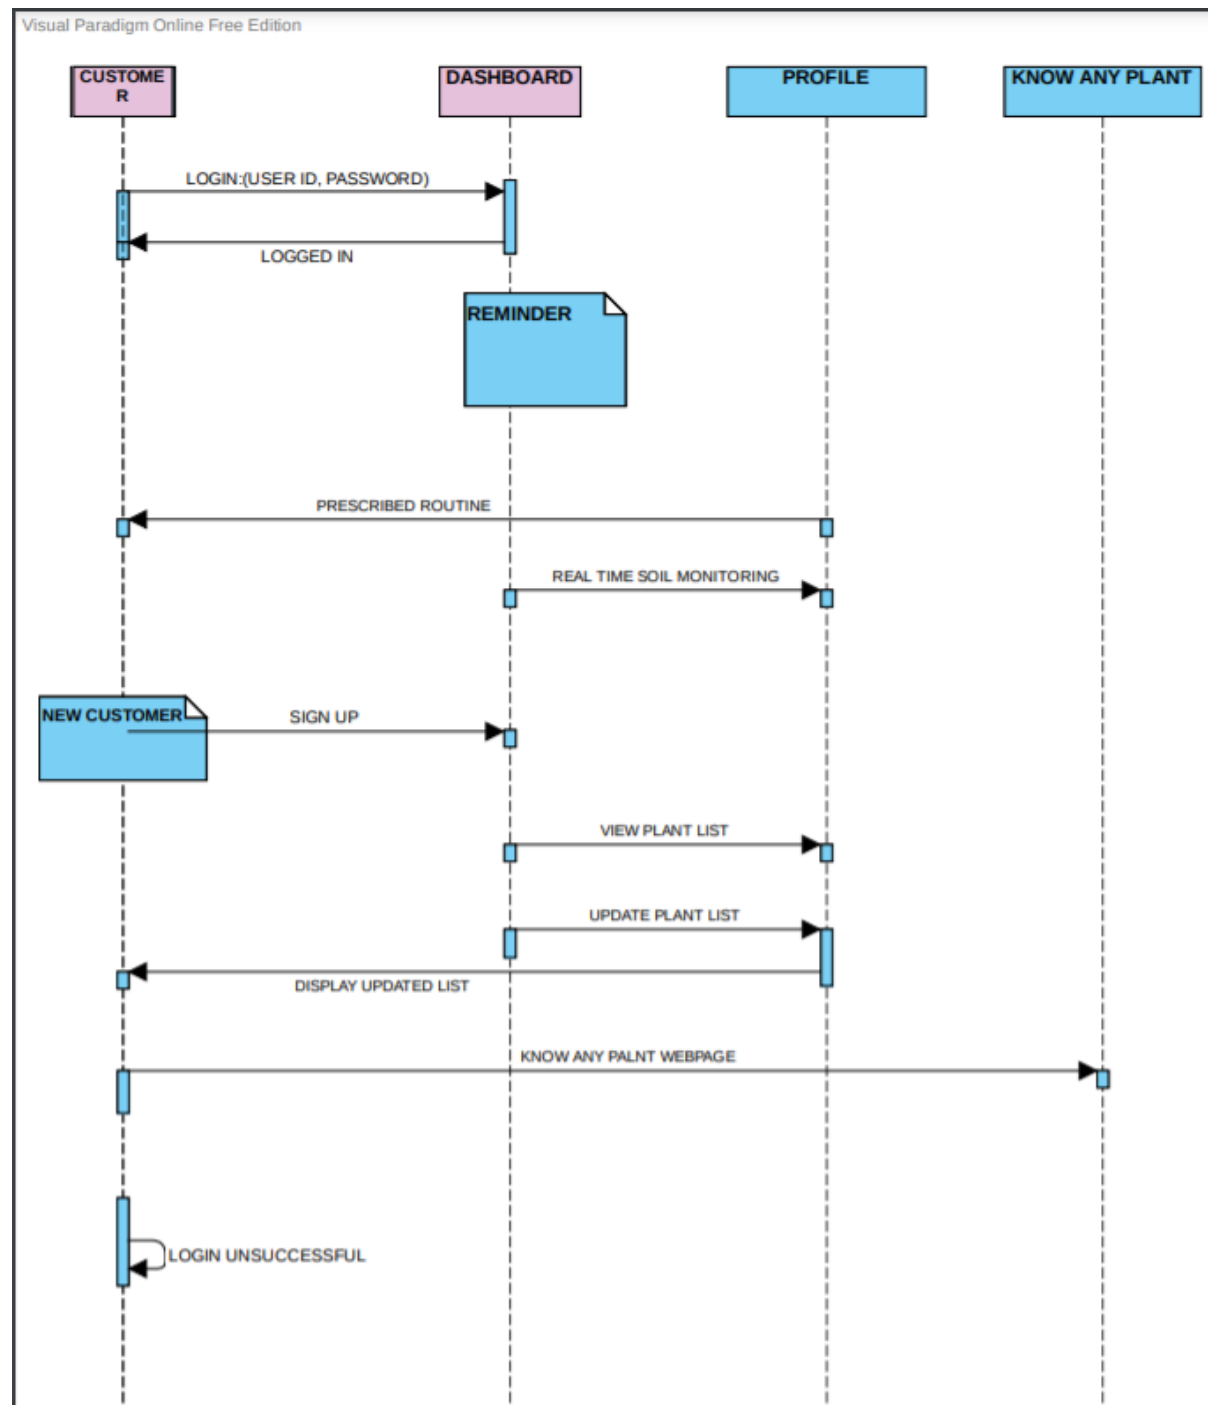 Visual Paradigm Online Free Edition
CUSTOME
R
DASHBOARD
PROFILE
KNOW ANY PLANT
LOGIN:(USER ID, PASSWORD)
LOGGED IN
REMINDER
PRESCRIBED ROUTINE
REAL TIME SOIL MONITORING
NEW CUSTOMER
SIGN UP
VIEW PLANT LIST
UPDATE PLANT LIST
DISPLAY UPDATED LIST
KNOW ANY PALNT WEBPAGE
LOGIN UNSUCCESSFUL